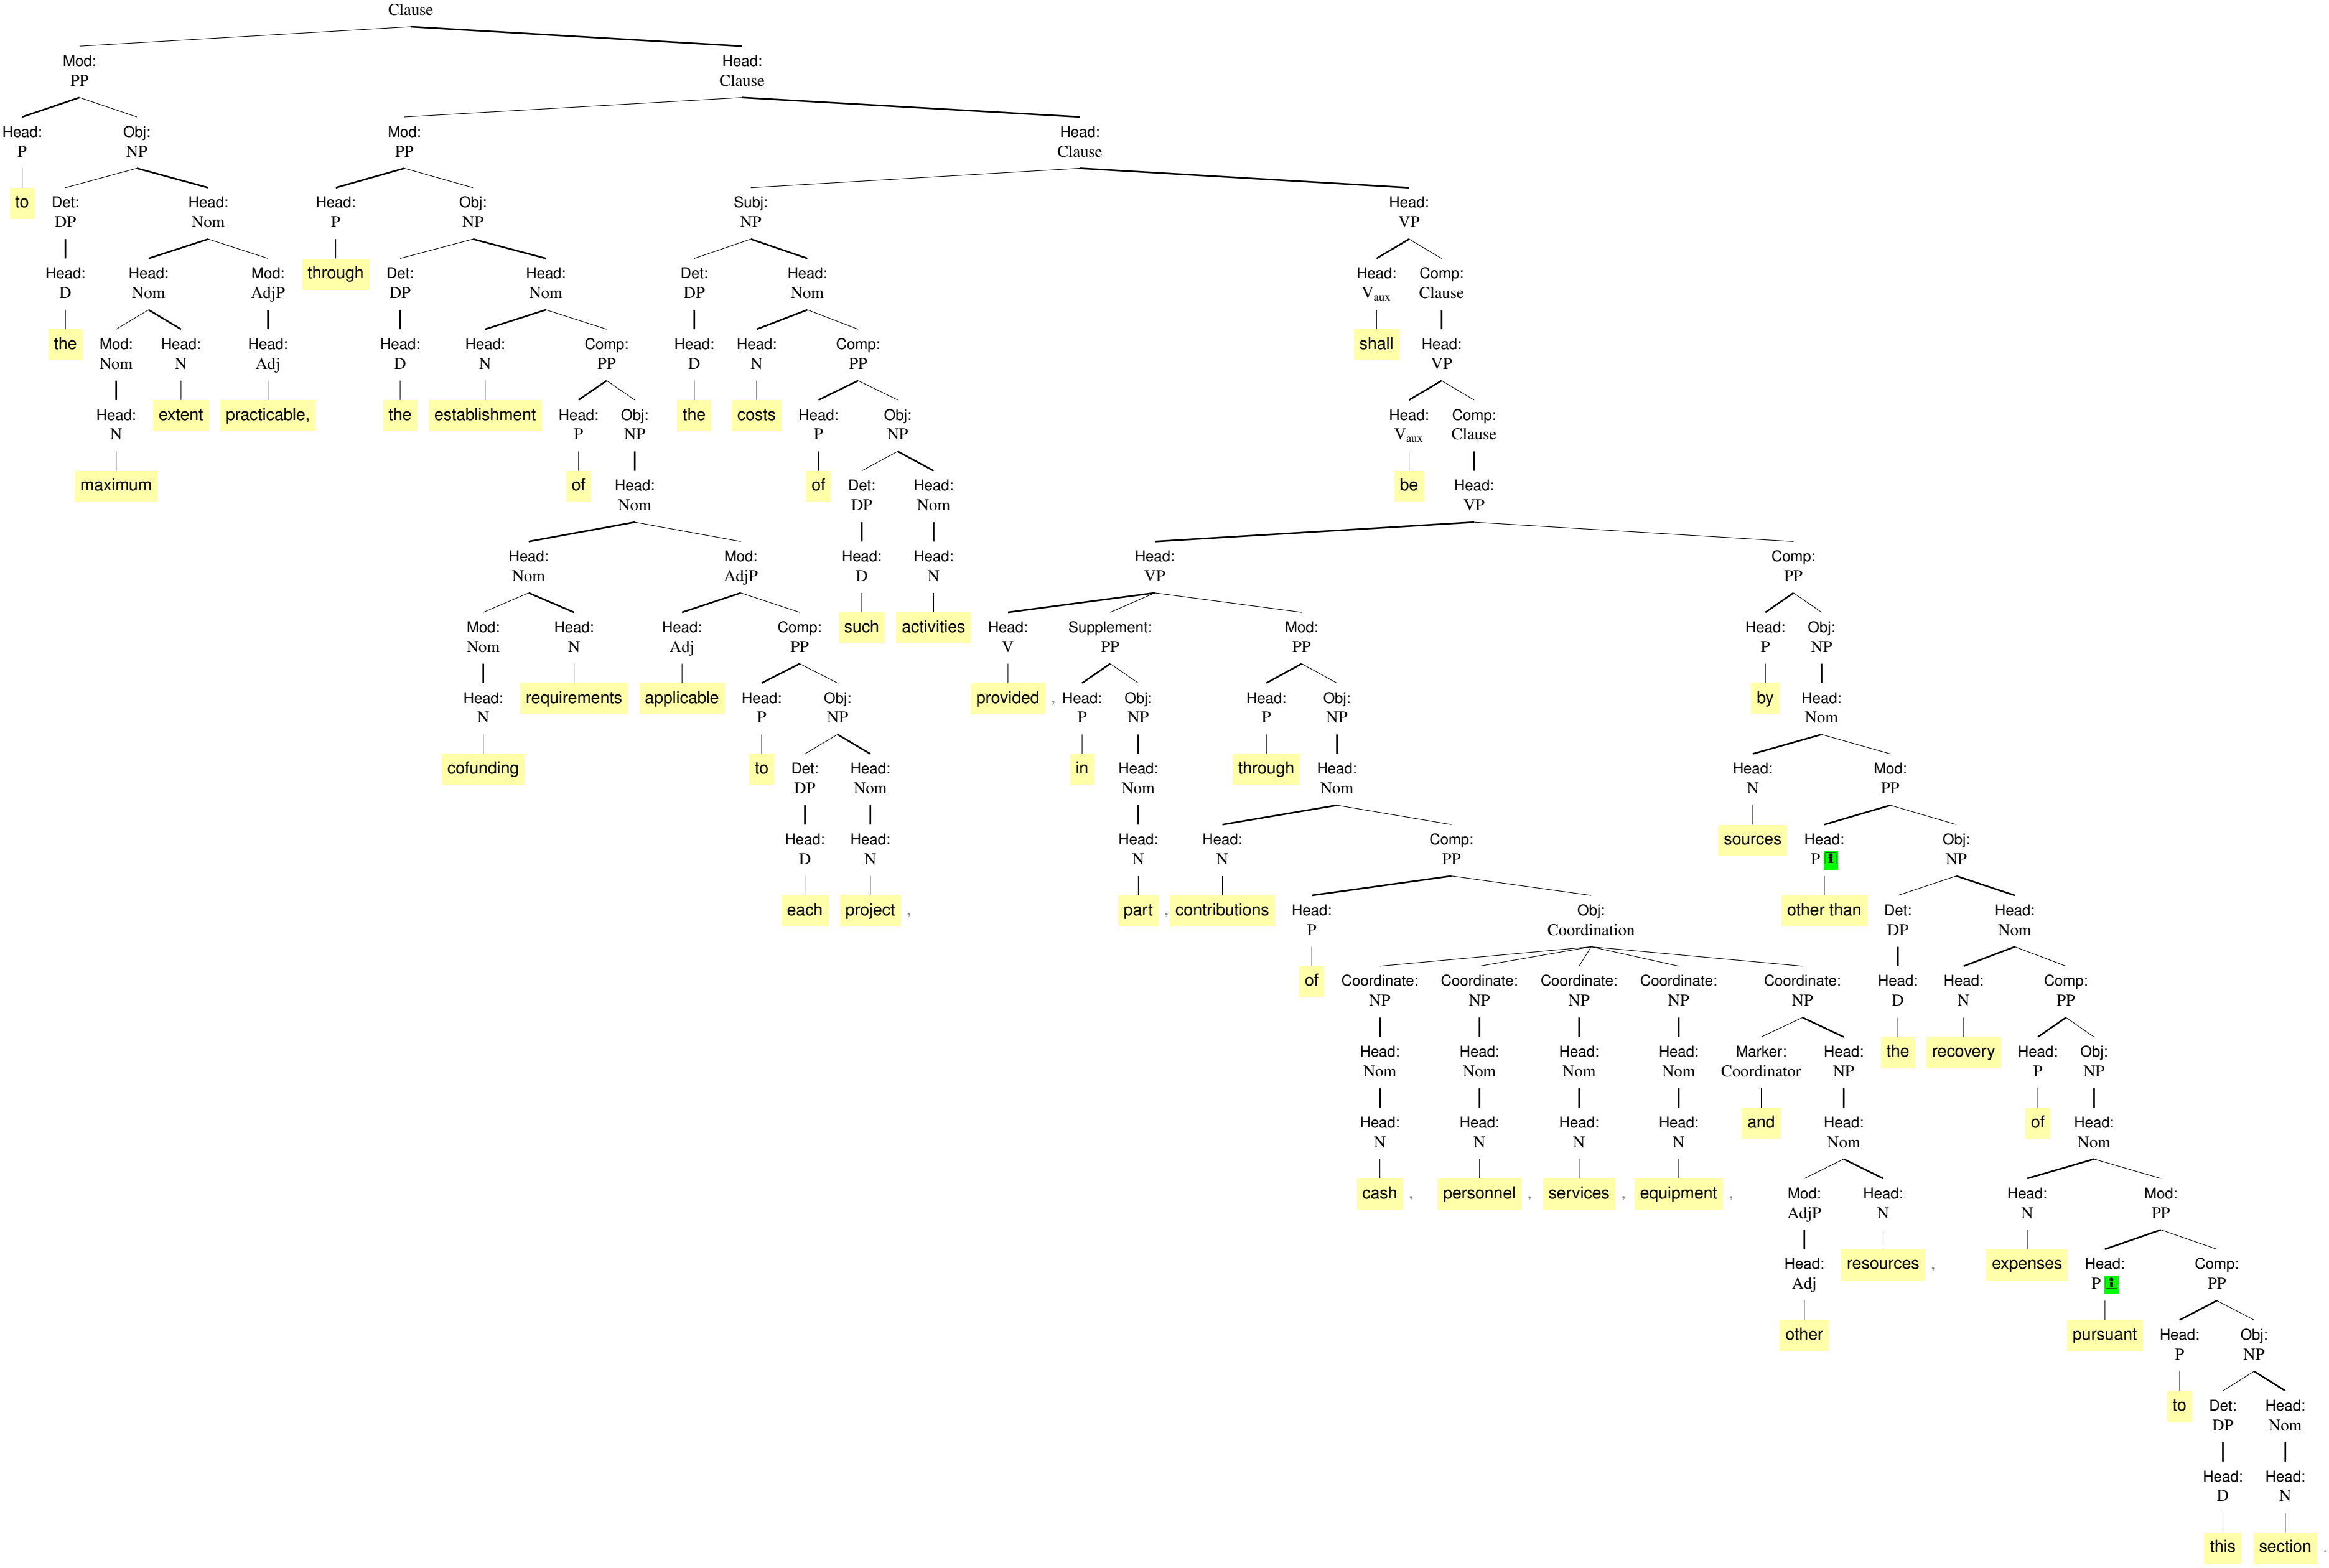 Clause
Mod: Head:
PP Clause
Head: Obj: Mod: Head:
P NP PP Clause
to Det: Head: Head: Obj: Subj: Head:
DP Nom P NP NP VP
Head: Head: Mod: through Det: Head: Det: Head: Head: Comp:
D Nom AdjP DP Nom DP Nom Vaux Clause
the Mod: Head: Head: Head: Head: Comp: Head: Head: Comp: shall Head:
Nom N Adj D N PP D N PP VP
Head: extent practicable, the establishment Head: Obj: the costs Head: Obj: Head: Comp:
N P NP P NP Vaux Clause
maximum of Head: of Det: Head: be Head:
Nom DP Nom VP
Head: Mod: Head: Head: Head: Comp:
Nom AdjP D N VP PP
Mod: Head: Head: Comp: such activities Head: Supplement: Mod: Head: Obj:
Nom N Adj PP V PP PP P NP
Head: requirements applicable Head: Obj: provided , Head: Obj: Head: Obj: by Head:
N P NP P NP P NP Nom
cofunding to Det: Head: in Head: through Head: Head: Mod:
DP Nom Nom Nom N PP
Head: Head: Head: Head: Comp: sources Head: Obj:
D N N N PP P i NP
each project , part , contributions Head: Obj: other than Det: Head:
P Coordination DP Nom
of Coordinate: Coordinate: Coordinate: Coordinate: Coordinate: Head: Head: Comp:
NP NP NP NP NP D N PP
Head: Head: Head: Head: Marker: Head: the recovery Head: Obj:
Nom Nom Nom Nom Coordinator NP P NP
Head: Head: Head: Head: and Head: of Head:
N N N N Nom Nom
cash , personnel , services , equipment , Mod: Head: Head: Mod:
AdjP N N PP
Head: resources , expenses Head: Comp:
Adj P i PP
other pursuant Head: Obj:
P NP
to Det: Head:
DP Nom
Head: Head:
D N
this section .